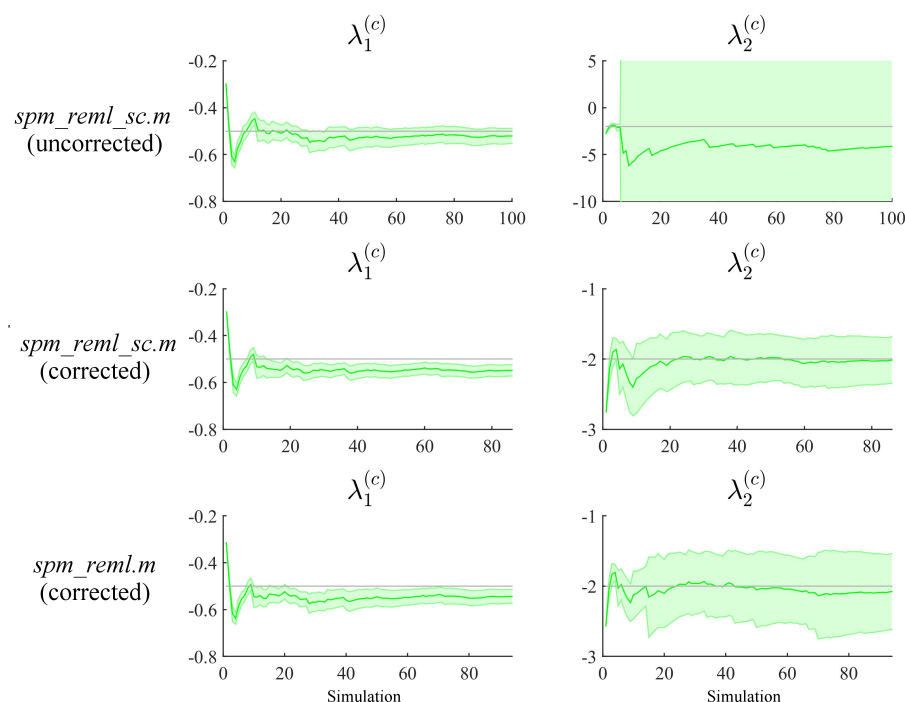 λ₁⁽ᶜ⁾ λ₂⁽ᶜ⁾
spm_reml_sc.m
(uncorrected)
-0.2
-0.4
-0.6
-0.8
0 20 40 60 80 100
5
0
-5
-10
0 20 40 60 80 100
λ₁⁽ᶜ⁾ λ₂⁽ᶜ⁾
spm_reml_sc.m
(corrected)
-0.2
-0.4
-0.6
-0.8
0 20 40 60 80
-1
-2
-3
0 20 40 60 80
λ₁⁽ᶜ⁾ λ₂⁽ᶜ⁾
spm_reml.m
(corrected)
-0.2
-0.4
-0.6
-0.8
0 20 40 60 80
Simulation
-1
-2
-3
0 20 40 60 80
Simulation